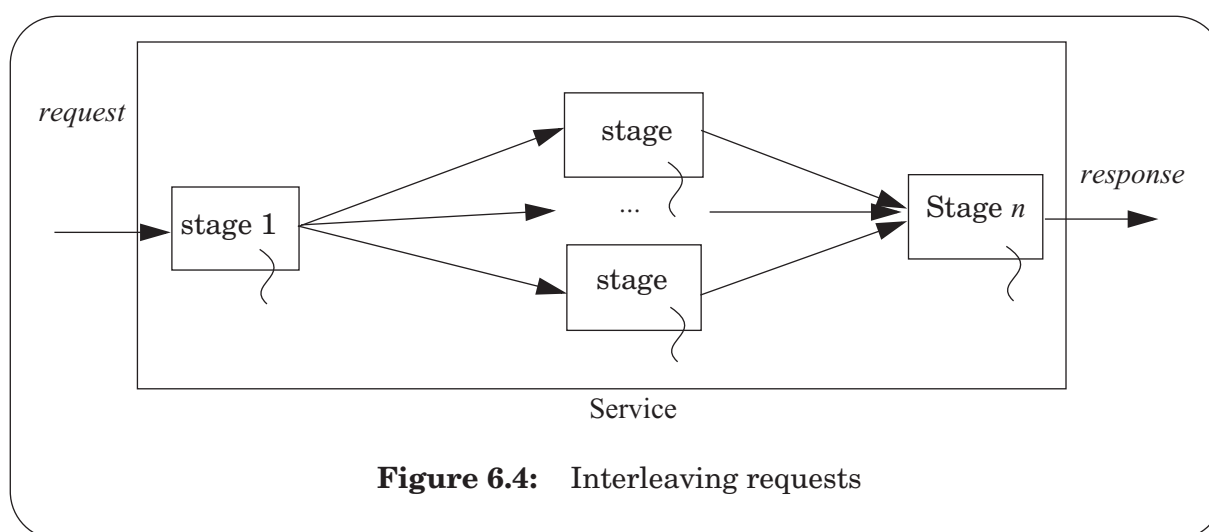 request
stage
stage 1
...
stage
Stage n
response
Service
Figure 6.4: Interleaving requests